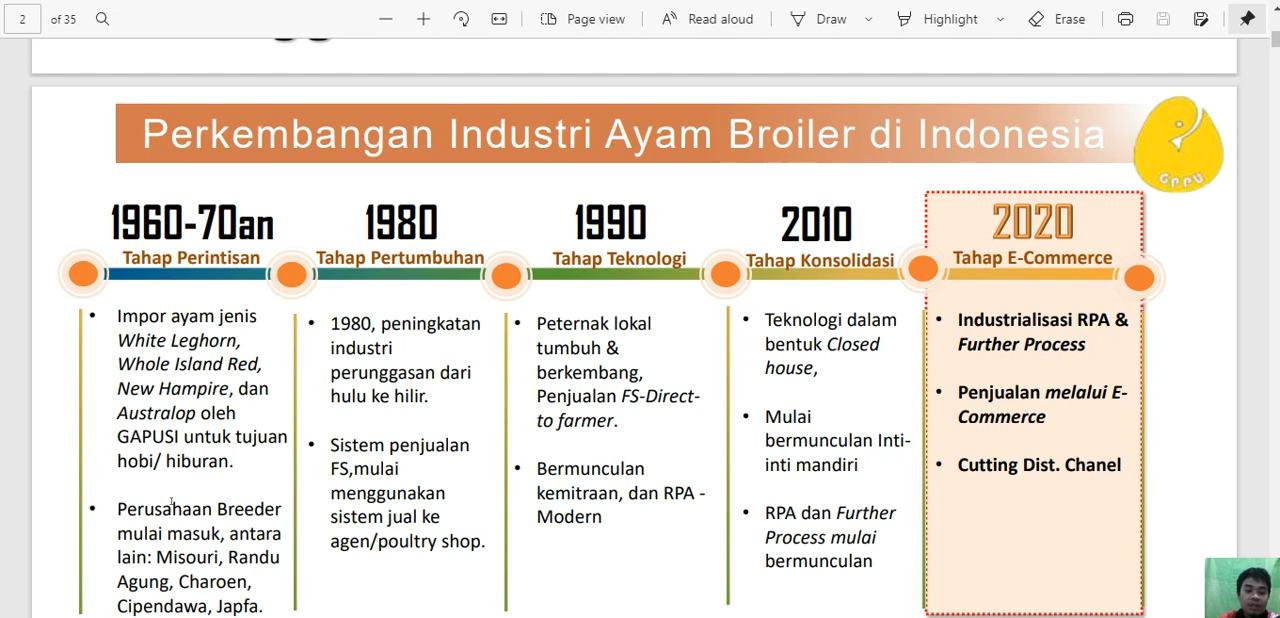 2 of 35 Page view Read aloud Draw Highlight Erase
Perkembangan Industri Ayam Broiler di Indonesia
GPPU
1960-70an
Tahap Perintisan
• Impor ayam jenis
White Leghorn,
Whole Island Red,
New Hampire, dan
Australop oleh
GAPUSI untuk tujuan
hobi/ hiburan.
• Perusahaan Breeder
mulai masuk, antara
lain: Misouri, Randu
Agung, Charoen,
Cipendawa, Japfa.
1980
Tahap Pertumbuhan
• 1980, peningkatan
industri
perunggasan dari
hulu ke hilir.
• Sistem penjualan
FS,mulai
menggunakan
sistem jual ke
agen/poultry shop.
1990
Tahap Teknologi
• Peternak lokal
tumbuh &
berkembang,
Penjualan FS-Direct-
to farmer.
• Bermunculan
kemitraan, dan RPA -
Modern
2010
Tahap Konsolidasi
• Teknologi dalam
bentuk Closed
house,
• Mulai
bermunculan Inti-
inti mandiri
• RPA dan Further
Process mulai
bermunculan
2020
Tahap E-Commerce
• Industrialisasi RPA &
Further Process
• Penjualan melalui E-
Commerce
• Cutting Dist. Chanel